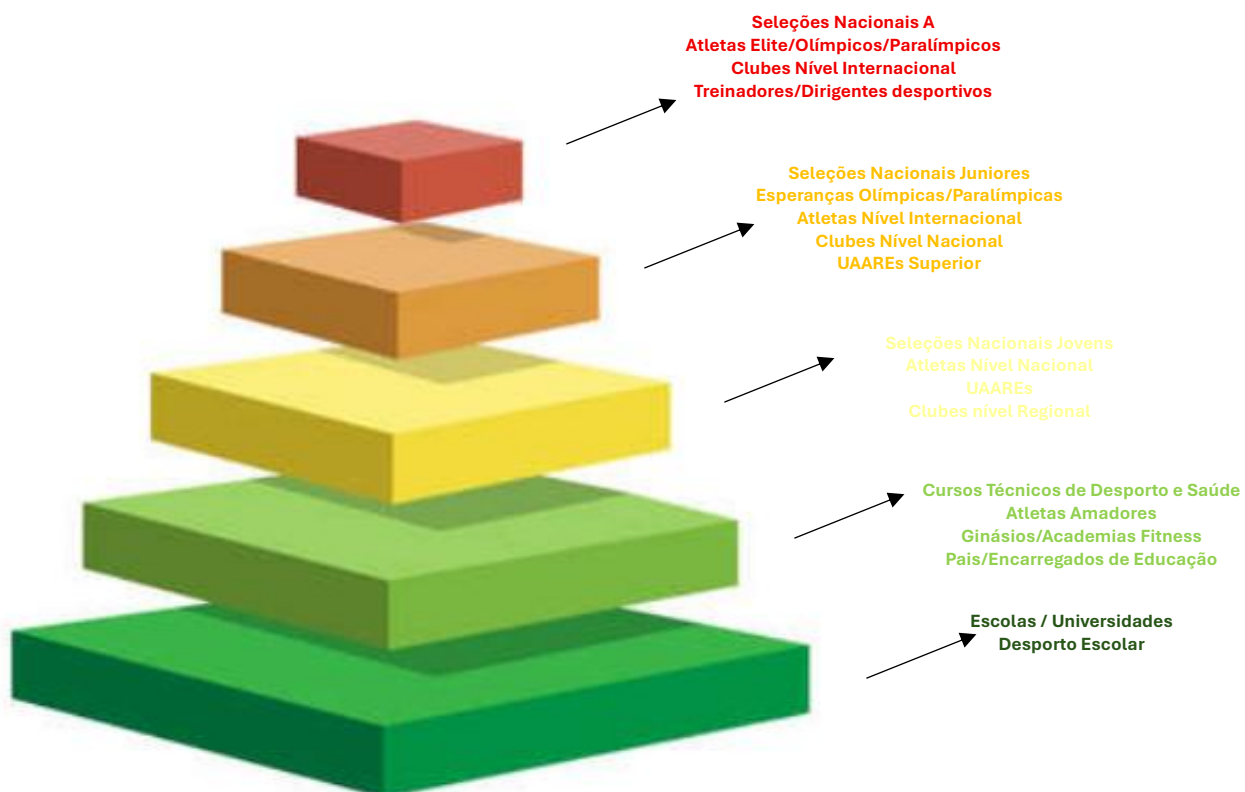 Seleções Nacionais A
Atletas Elite/Olímpicos/Paralímpicos
Clubes Nível Internacional
Treinadores/Dirigentes desportivos
Seleções Nacionais Juniores
Esperanças Olímpicas/Paralímpicas
Atletas Nível Internacional
Clubes Nível Nacional
UAAREs Superior
Seleções Nacionais Jovens
Atletas Nível Nacional
UAAREs
Clubes nível Regional
Cursos Técnicos de Desporto e Saúde
Atletas Amadores
Ginásios/Academias Fitness
Pais/Encarregados de Educação
Escolas / Universidades
Desporto Escolar